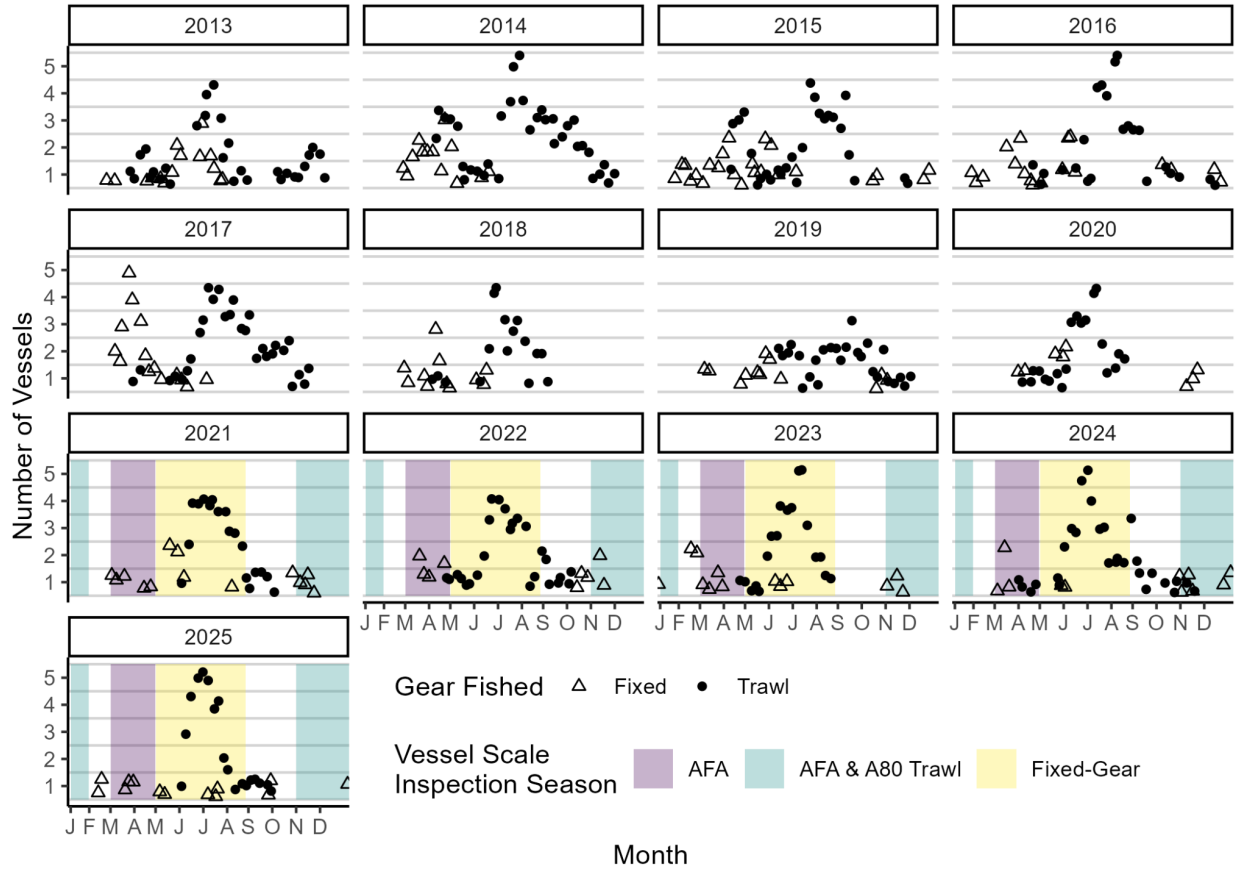 2013 2014 2015 2016
5
4
3
2
1
2017 2018 2019 2020
5
4
3
2
1
Number of Vessels
2021 2022 2023 2024
5
4
3
2
1
J F M A M J J A S O N D J F M A M J J A S O N D J F M A M J J A S O N D
2025
5
4
3
2
1
J F M A M J J A S O N D
Gear Fished Fixed Trawl
Vessel Scale
Inspection Season AFA AFA & A80 Trawl Fixed-Gear
Month